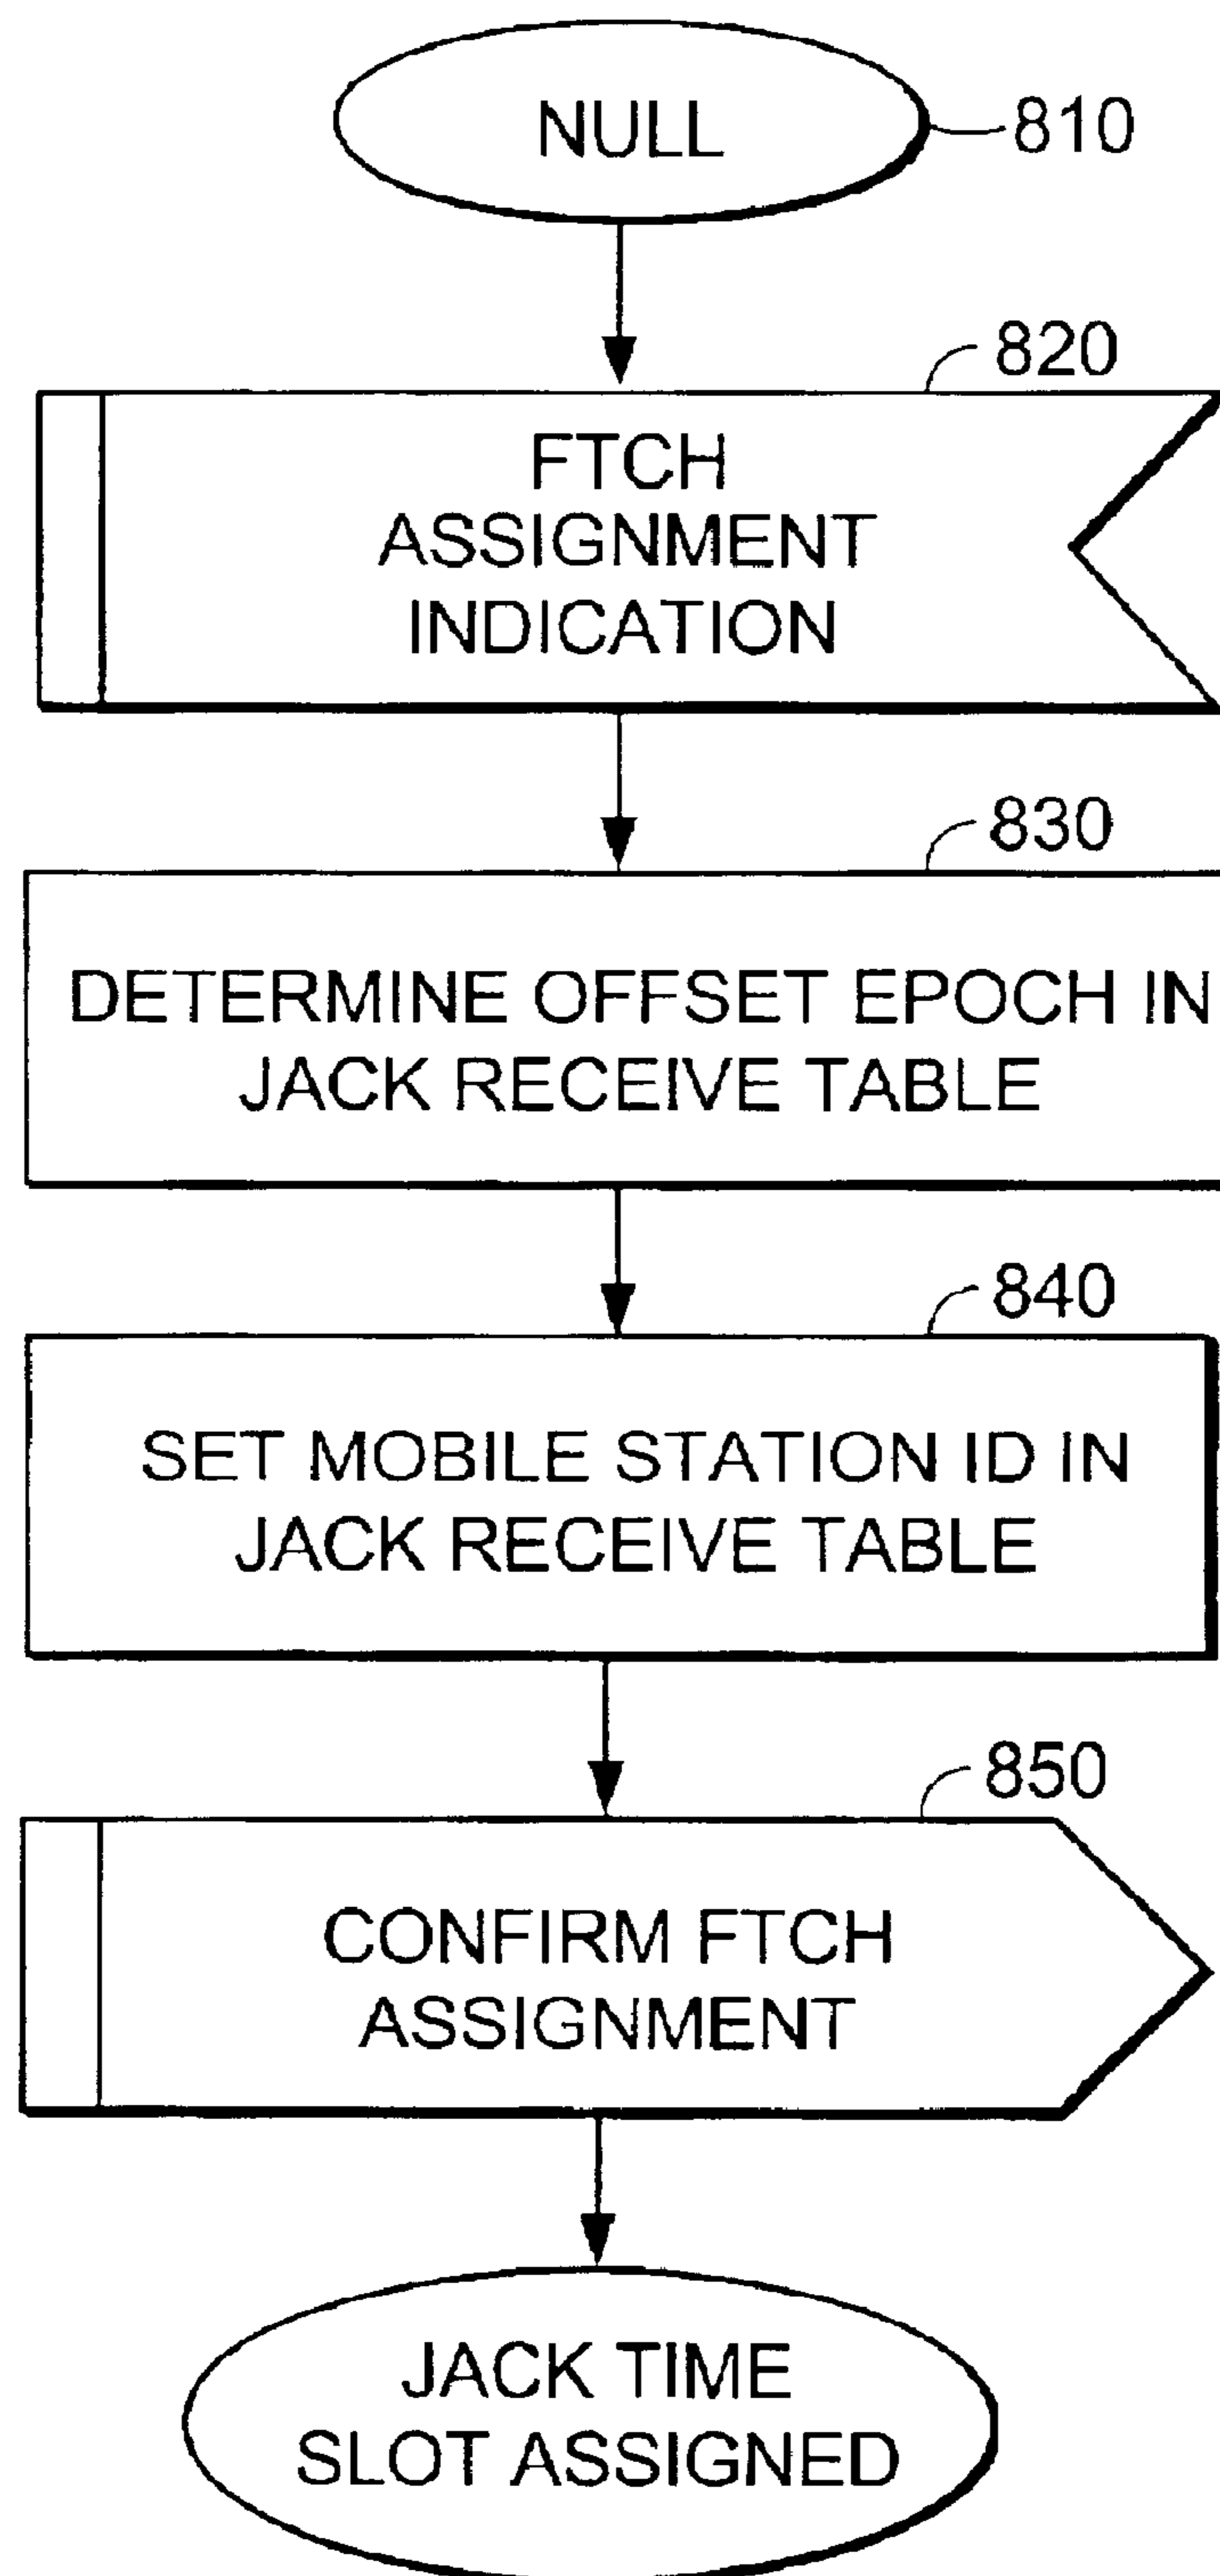 NULL
810
820
FTCH
ASSIGNMENT
INDICATION
830
DETERMINE OFFSET EPOCH IN
JACK RECEIVE TABLE
840
SET MOBILE STATION ID IN
JACK RECEIVE TABLE
850
CONFIRM FTCH
ASSIGNMENT
JACK TIME
SLOT ASSIGNED